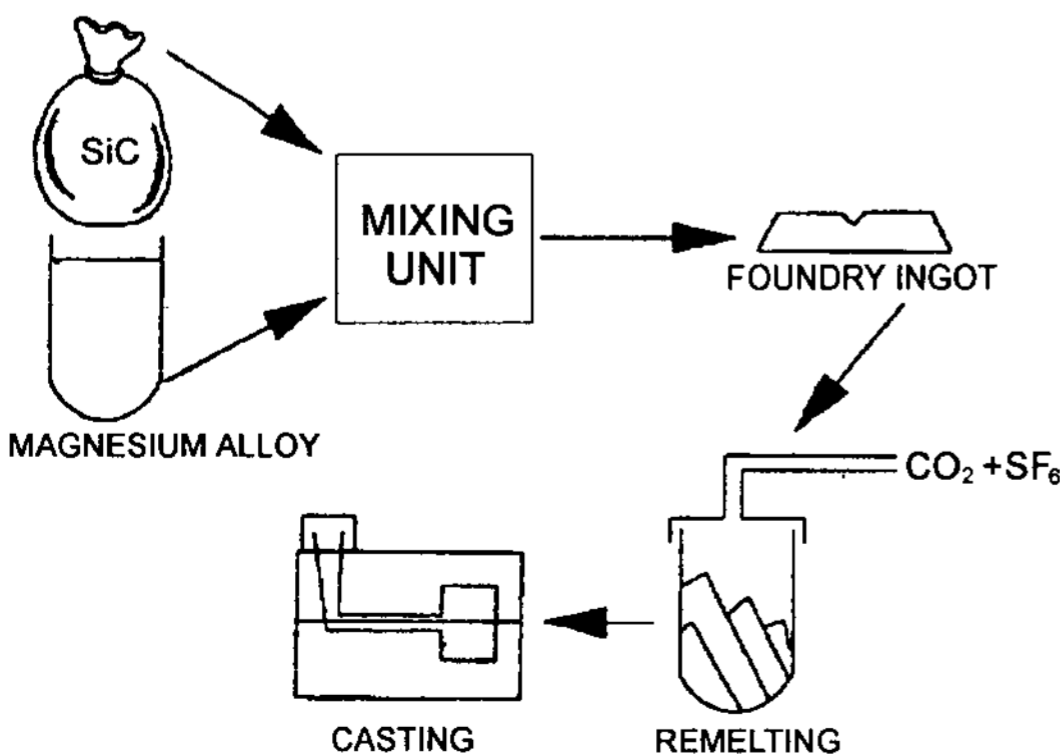 SiC
MIXING
UNIT
FOUNDRY INGOT
MAGNESIUM ALLOY
CO₂ +SF₆
CASTING
REMELTING